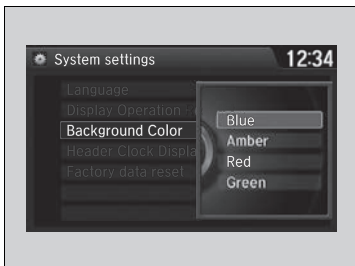 System settings
12:34
Language
Display Operation
Background Color
Header Clock Displa
Factory data reset
Blue
Amber
Red
Green